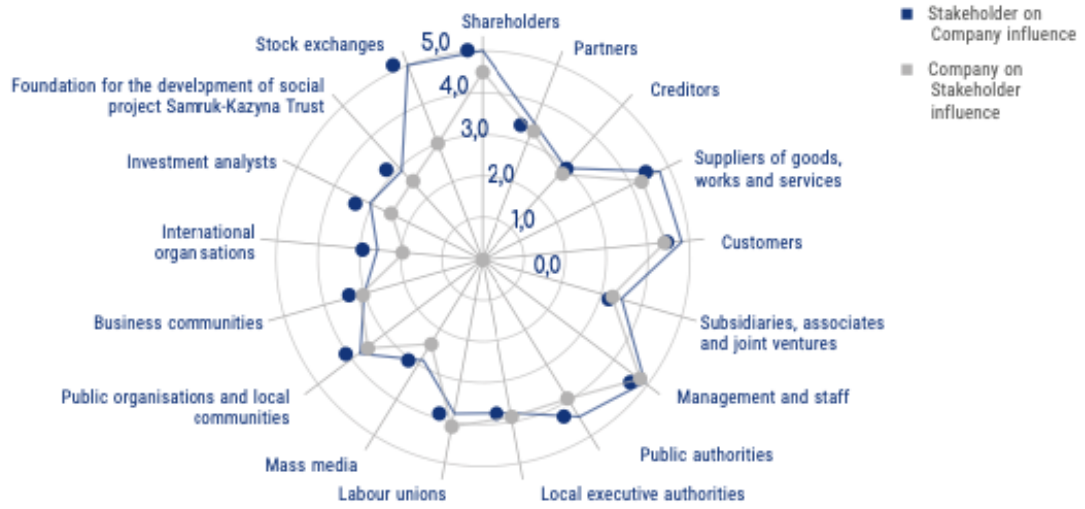 Shareholders
Partners
Creditors
Suppliers of goods,
works and services
Customers
Subsidiaries, associates
and joint ventures
Management and staff
Public authorities
Local executive authorities
Labour unions
Mass media
Public organisations and local
communities
Business communities
International
organisations
Investment analysts
Foundation for the development of social
project Samruk-Kazyna Trust
Stock exchanges
5,0
4,0
3,0
2,0
1,0
0,0
Stakeholder on
Company influence
Company on
Stakeholder
influence